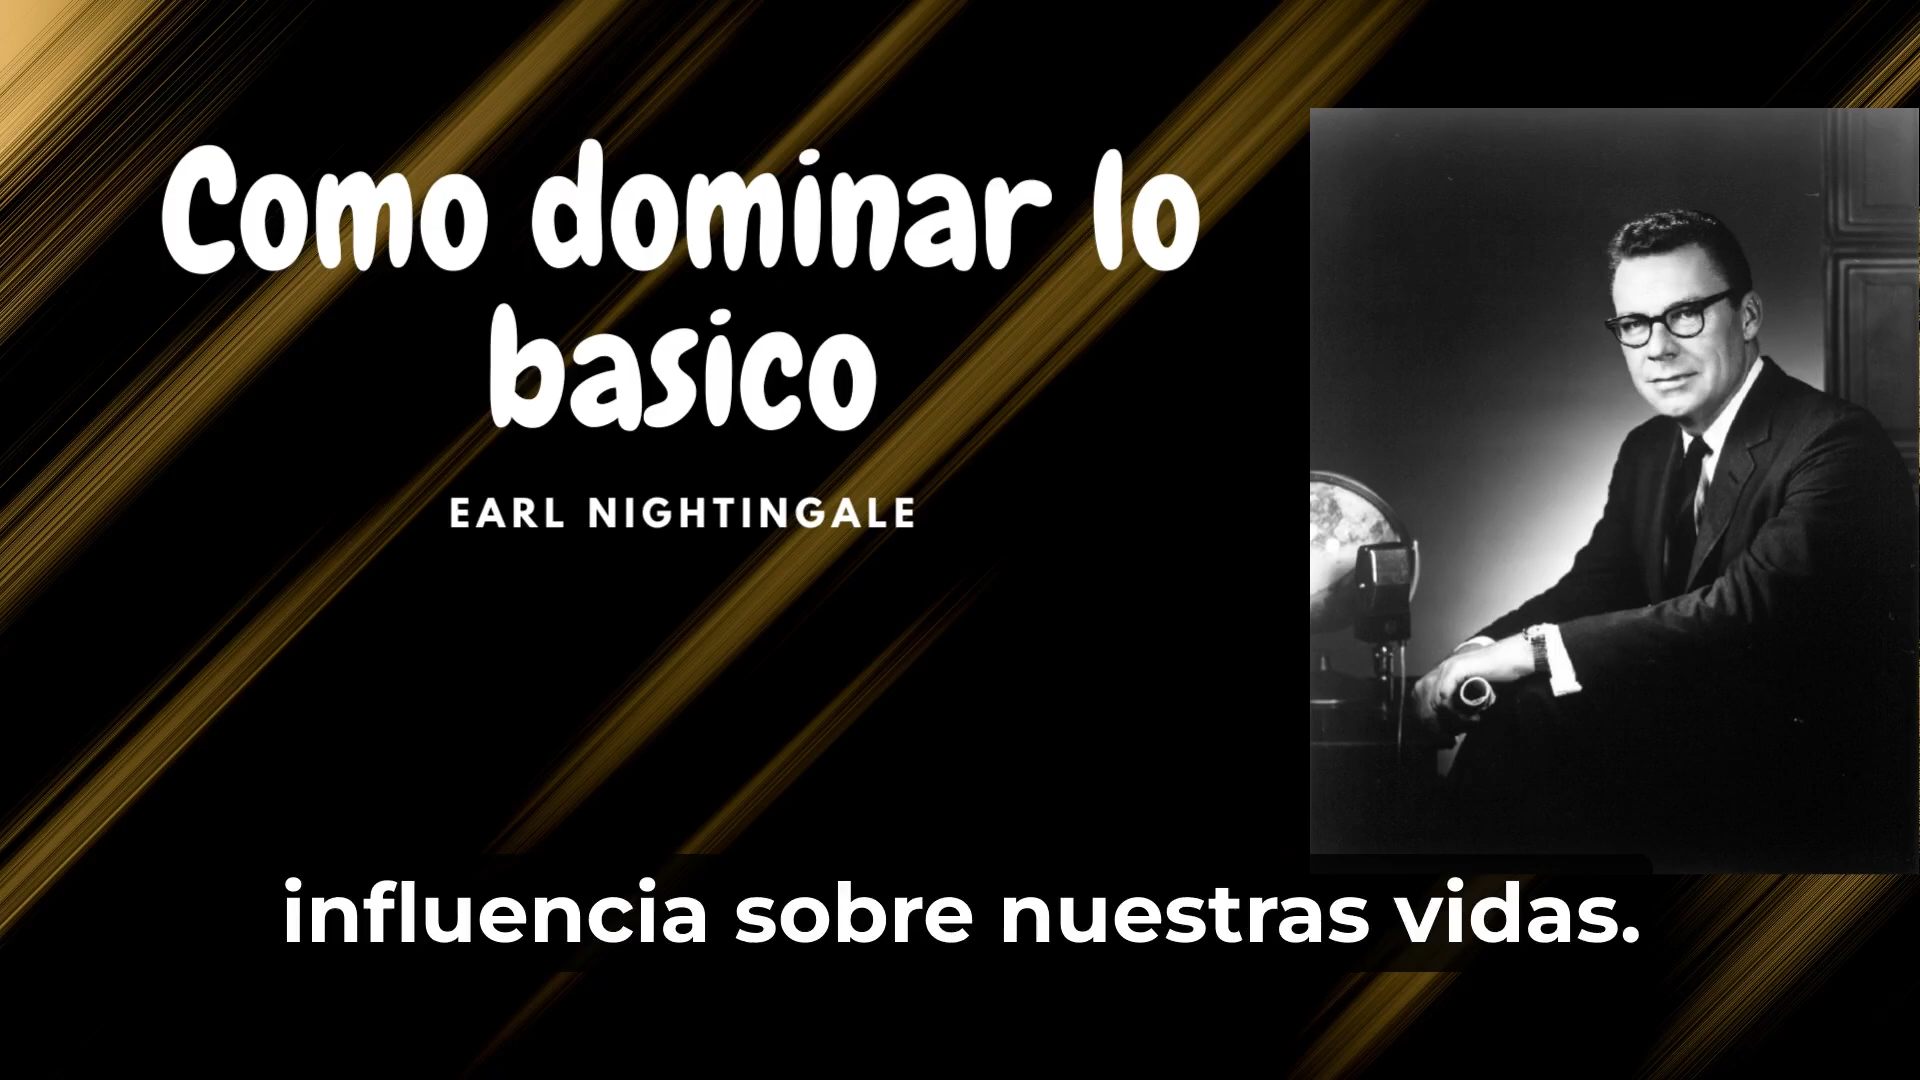 Como dominar lo
basico
EARL NIGHTINGALE
influencia sobre nuestras vidas.